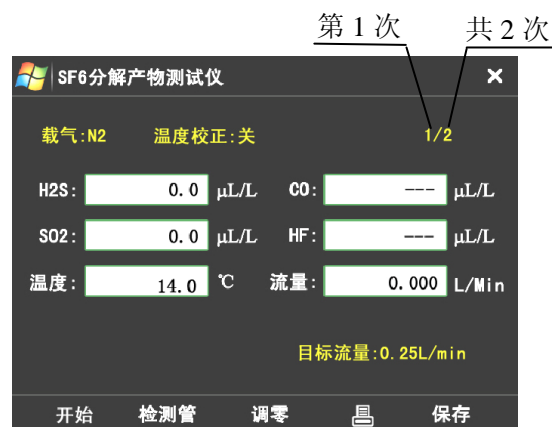 第 1 次 共 2 次
SF6分解产物测试仪
载气:N2 温度校正:关 1/2
H2S: 0.0 μL/L CO: --- μL/L
SO2: 0.0 μL/L HF: --- μL/L
温度: 14.0 ℃ 流量: 0.000 L/Min
目标流量:0.25L/min
开始 检测管 调零 保存